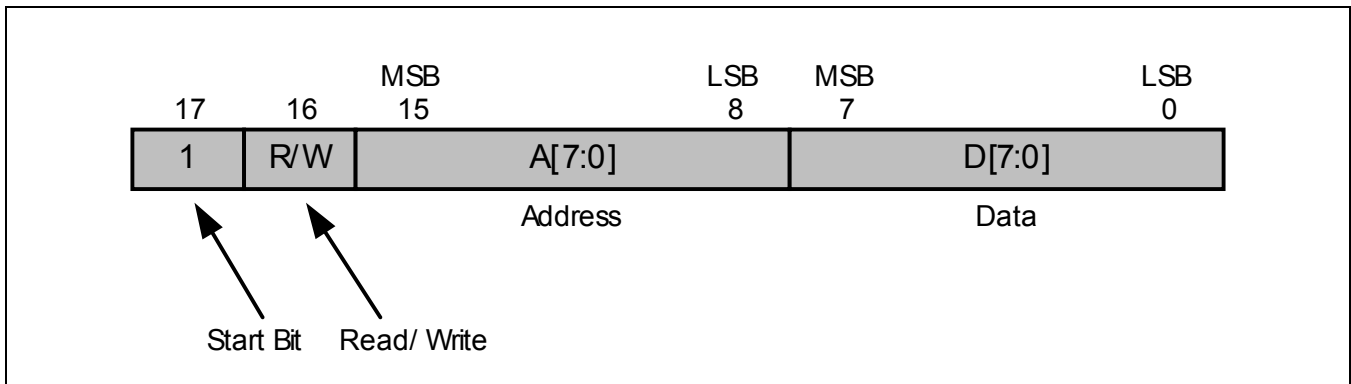 MSB LSB MSB LSB
17 16 15 8 7 0
1 R/W A[7:0] D[7:0]
Address Data
Start Bit Read/ Write